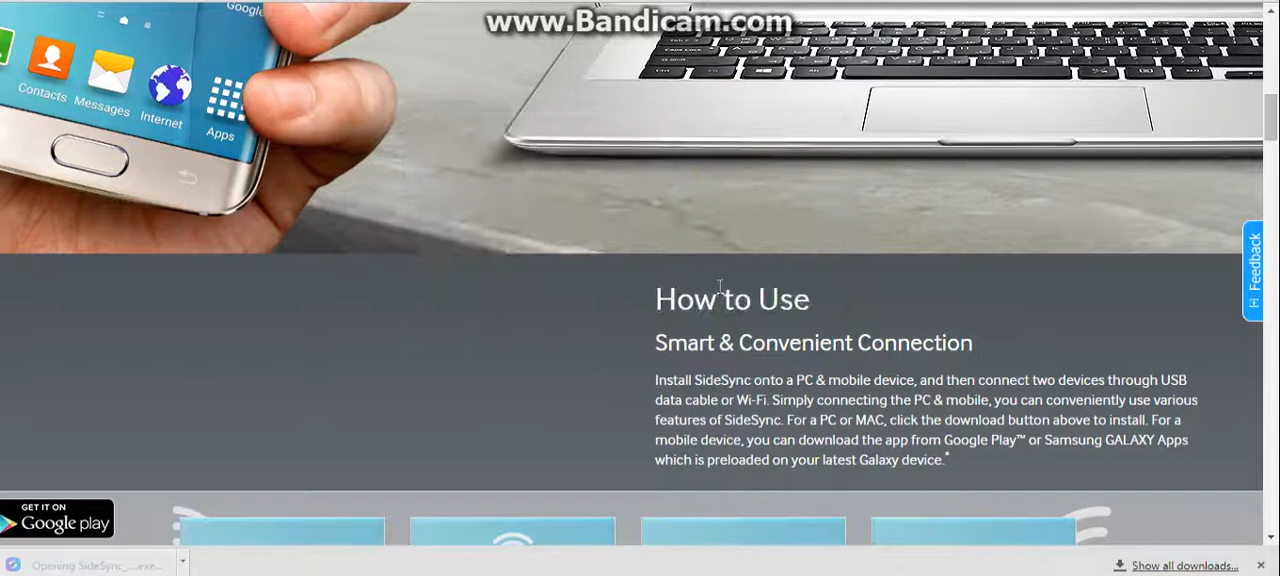 www.Bandicam.com
Google
Contacts
Messages
Internet
Apps
How to Use
Smart & Convenient Connection
Install SideSync onto a PC & mobile device, and then connect two devices through USB
data cable or Wi-Fi. Simply connecting the PC & mobile, you can conveniently use various
features of SideSync. For a PC or MAC, click the download button above to install. For a
mobile device, you can download the app from Google Play™ or Samsung GALAXY Apps
which is preloaded on your latest Galaxy device.*
Feedback
GET IT ON
Google play
Opening SideSync_....exe...
Show all downloads...